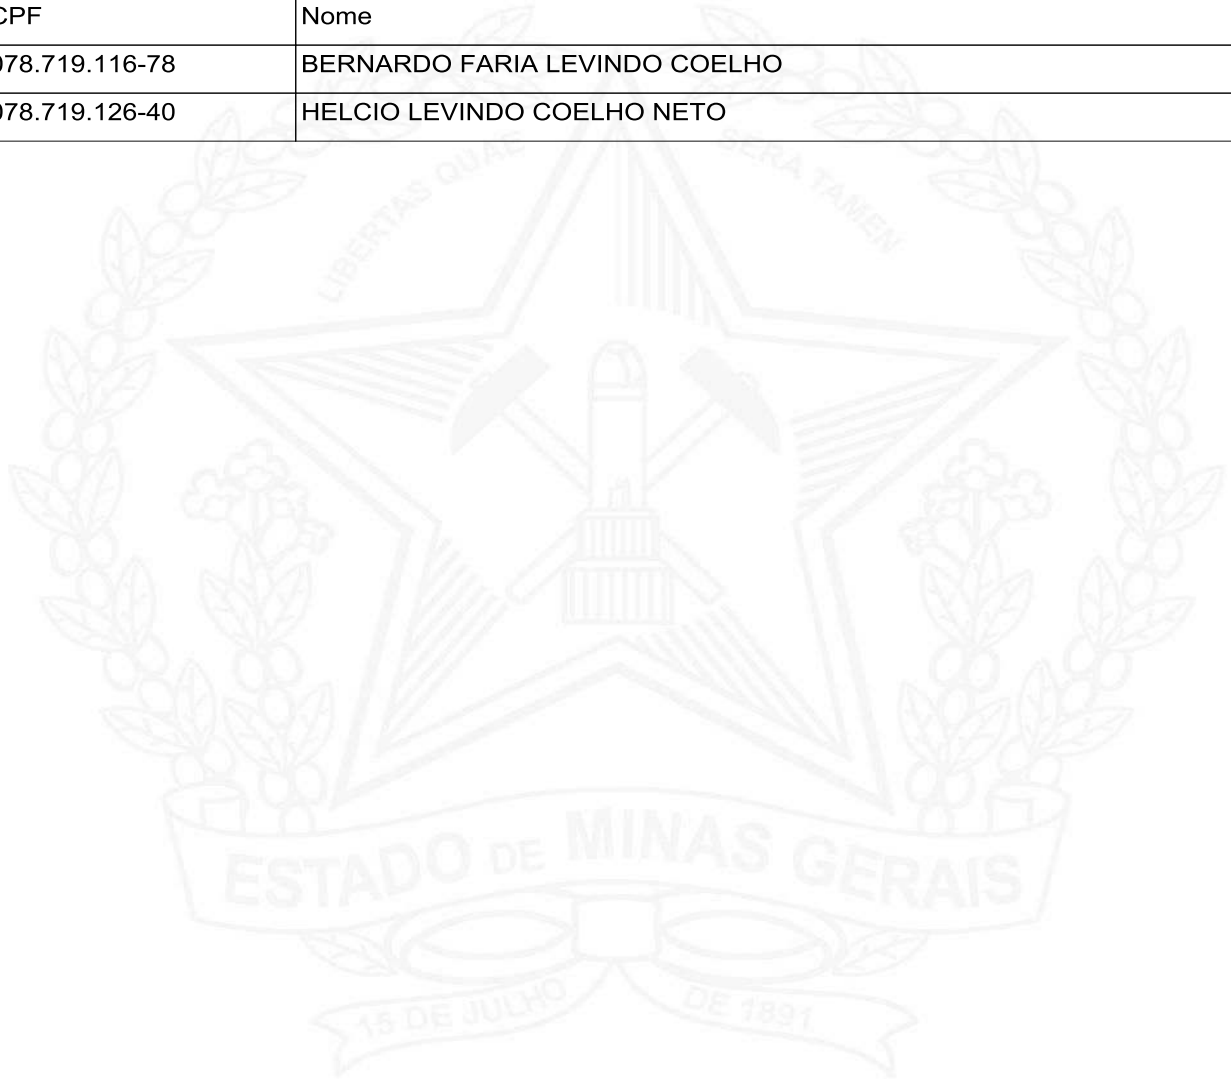 CPF Nome
078.719.116-78 BERNARDO FARIA LEVINDO COELHO
078.719.126-40 HELCIO LEVINDO COELHO NETO
LIBERTAS QUAE SERA TAMEN
ESTADO DE MINAS GERAIS
15 DE JULHO DE 1891